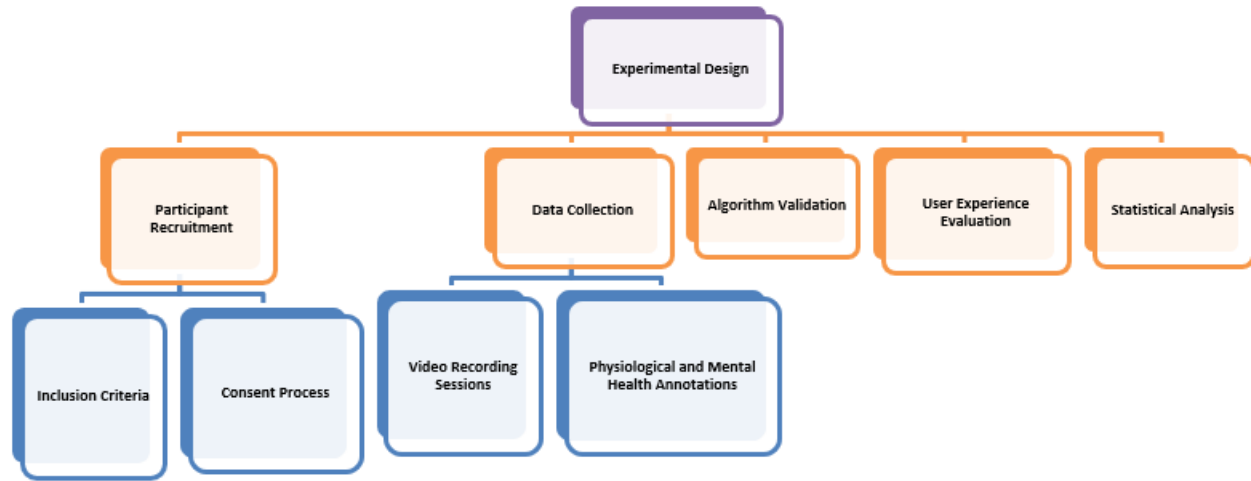 Experimental Design
Participant
Recruitment
Data Collection
Algorithm Validation
User Experience
Evaluation
Statistical Analysis
Inclusion Criteria
Consent Process
Video Recording
Sessions
Physiological and Mental
Health Annotations